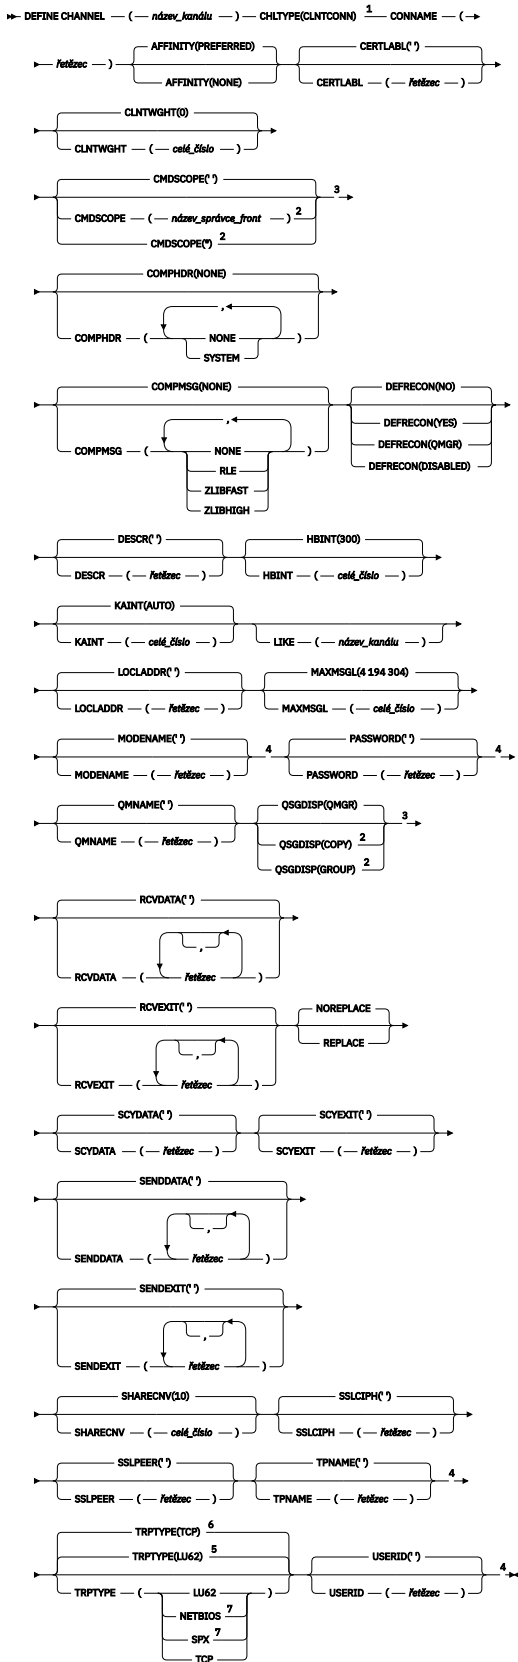 DEFINE CHANNEL ( název_kanálu ) CHLTYPE(CLNTCONN) 1 CONNAME (
řetězec )
AFFINITY(PREFERRED)
AFFINITY(NONE)
CERTLABL(' ')
CERTLABL ( řetězec )
CLNTWGHT(0)
CLNTWGHT ( celé_číslo )
CMDSCOPE(' ')
CMDSCOPE ( název_správce_front ) 2
CMDSCOPE(*) 2
3
COMPHDR(NONE)
COMPHDR ( , NONE )
SYSTEM
COMPMSG(NONE)
COMPMSG ( , NONE )
RLE
ZLIBFAST
ZLIBHIGH
DEFRECON(NO)
DEFRECON(YES)
DEFRECON(QMGR)
DEFRECON(DISABLED)
DESCR(' ')
DESCR ( řetězec )
HBINT(300)
HBINT ( celé_číslo )
KAINT(AUTO)
KAINT ( celé_číslo )
LIKE ( název_kanálu )
LOCLADDR(' ')
LOCLADDR ( řetězec )
MAXMSGL(4 194 304)
MAXMSGL ( celé_číslo )
MODENAME(' ')
MODENAME ( řetězec )
4
PASSWORD(' ')
PASSWORD ( řetězec )
4
QMNAME(' ')
QMNAME ( řetězec )
QSGDISP(QMGR)
QSGDISP(COPY) 2
QSGDISP(GROUP) 2
3
RCVDATA(' ')
,
RCVDATA ( řetězec )
RCVEXIT(' ')
,
RCVEXIT ( řetězec )
NOREPLACE
REPLACE
SCYDATA(' ')
SCYDATA ( řetězec )
SCYEXIT(' ')
SCYEXIT ( řetězec )
SENDDATA(' ')
,
SENDDATA ( řetězec )
SENDEXIT(' ')
,
SENDEXIT ( řetězec )
SHARECNV(10)
SHARECNV ( celé_číslo )
SSLCIPH(' ')
SSLCIPH ( řetězec )
SSLPEER(' ')
SSLPEER ( řetězec )
TPNAME(' ')
TPNAME ( řetězec )
4
TRPTYPE(TCP) 6
TRPTYPE(LU62) 5
TRPTYPE ( LU62 )
NETBIOS 7
SPX 7
TCP
USERID(' ')
USERID ( řetězec )
4